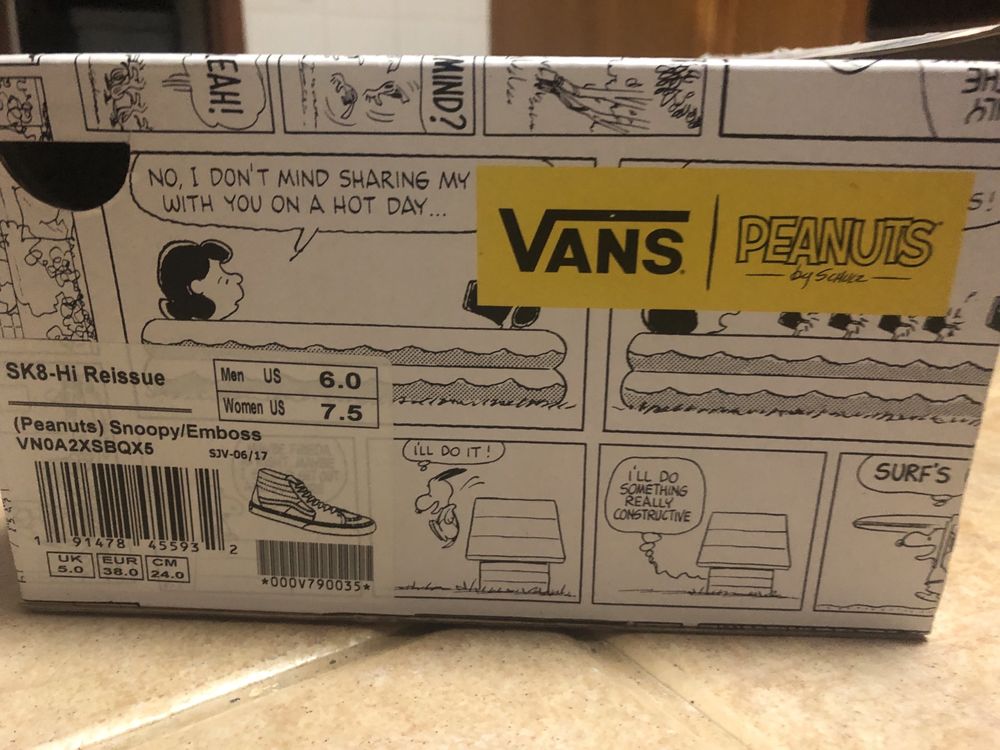 EAH!
MIND?
NO, I DON'T MIND SHARING MY
WITH YOU ON A HOT DAY...
S!
VANS
PEANUTS
by SCHULZ
SK8-Hi Reissue
Men US 6.0
Women US 7.5
(Peanuts) Snoopy/Emboss
VN0A2XSBQX5
SJV-06/17
1 91478 45593 2
UK 5.0
EUR 38.0
CM 24.0
*000V790035*
I'LL DO IT!
I'LL DO
SOMETHING
REALLY
CONSTRUCTIVE
SURF'S